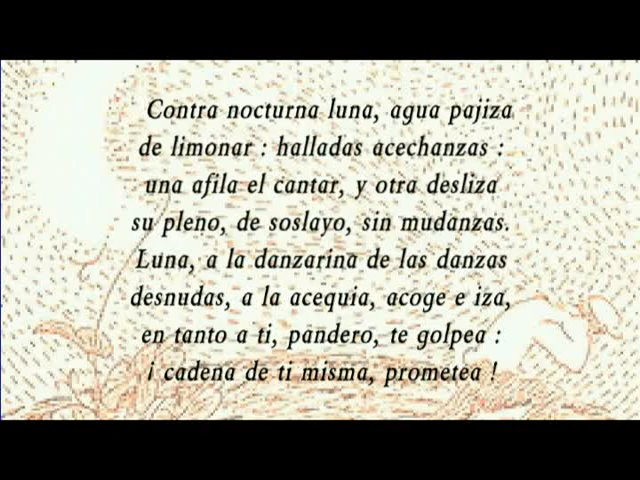 Contra nocturna luna, agua pajiza
de limonar : halladas acechanzas :
una afila el cantar, y otra desliza
su pleno, de soslayo, sin mudanzas.
Luna, a la danzarina de las danzas
desnudas, a la acequia, acoge e iza,
en tanto a ti, pandero, te golpea :
¡ cadena de ti misma, prometea !